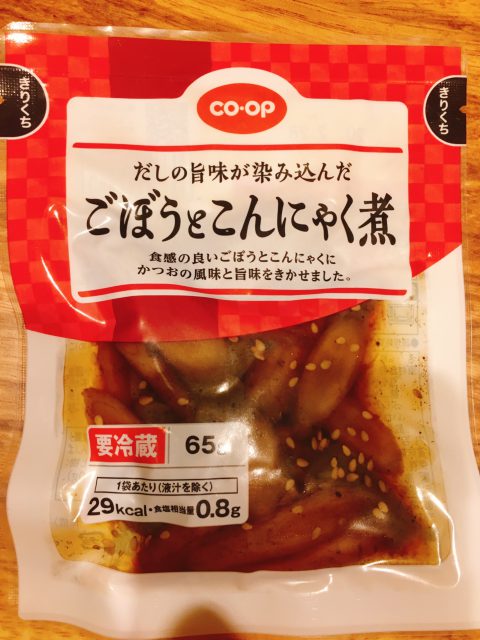 きりくち
きりくち
CO·OP
だしの旨味が染み込んだ
ごぼうとこんにゃく煮
食感の良いごぼうとこんにゃくに
かつおの風味と旨味をきかせました。
要冷蔵
65g
1袋あたり(液汁を除く)
29kcal・食塩相当量0.8g